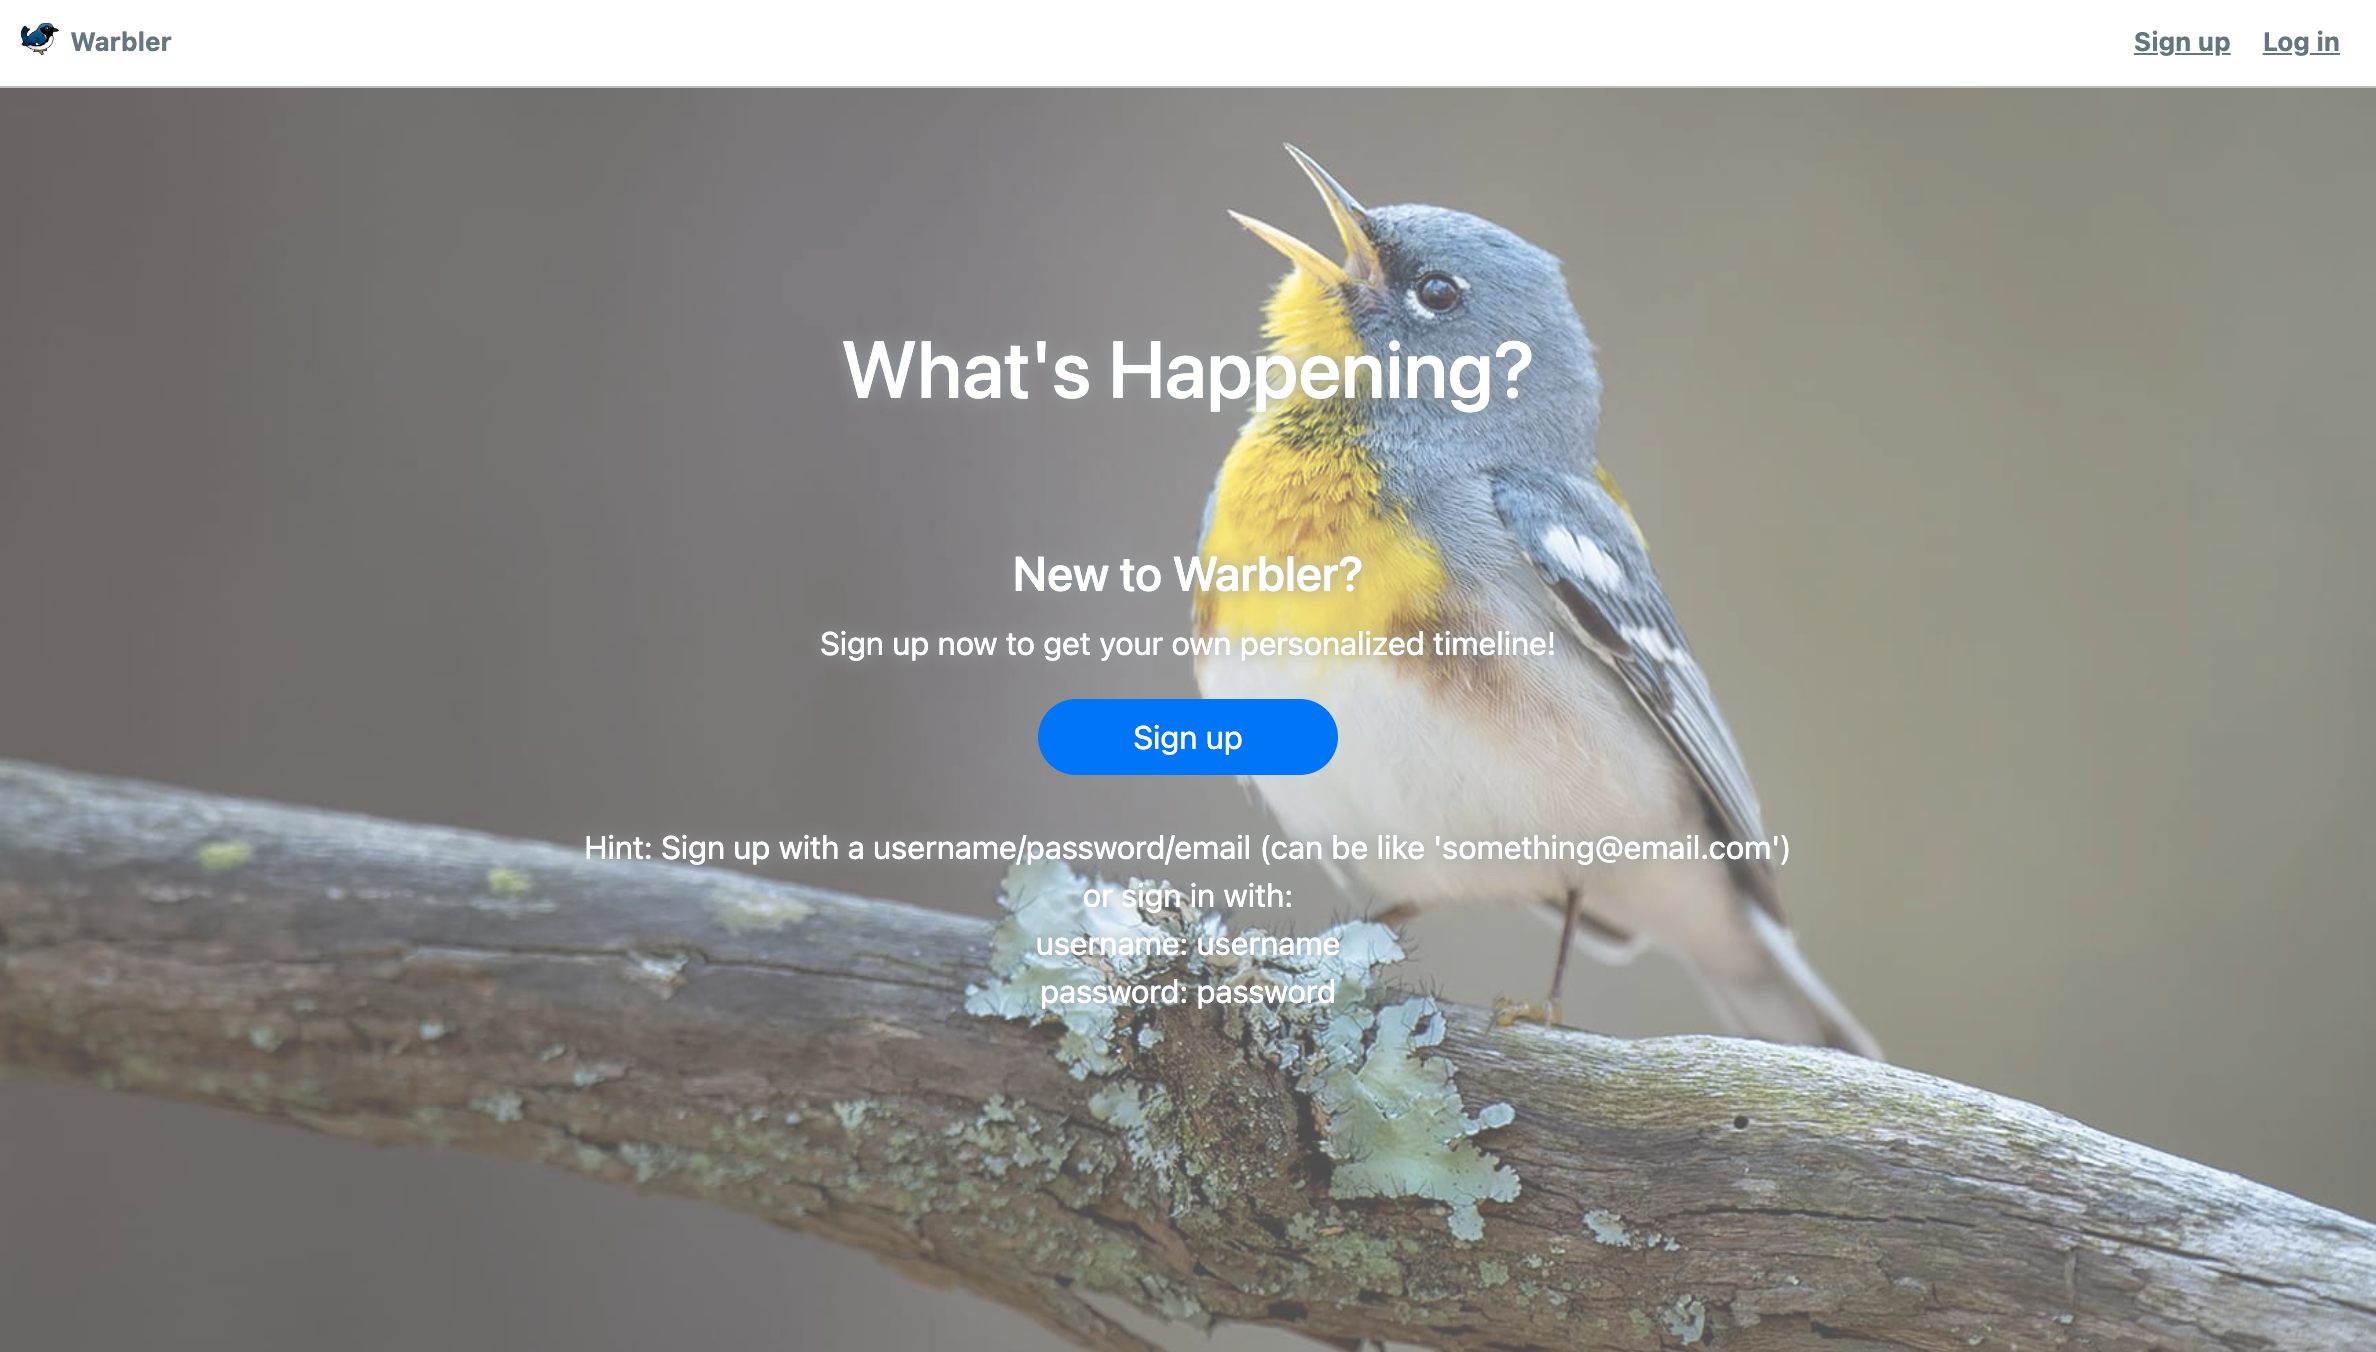 Warbler
Sign up
Log in
What's Happening?
New to Warbler?
Sign up now to get your own personalized timeline!
Sign up
Hint: Sign up with a username/password/email (can be like 'something@email.com')
or sign in with:
username: username
password: password